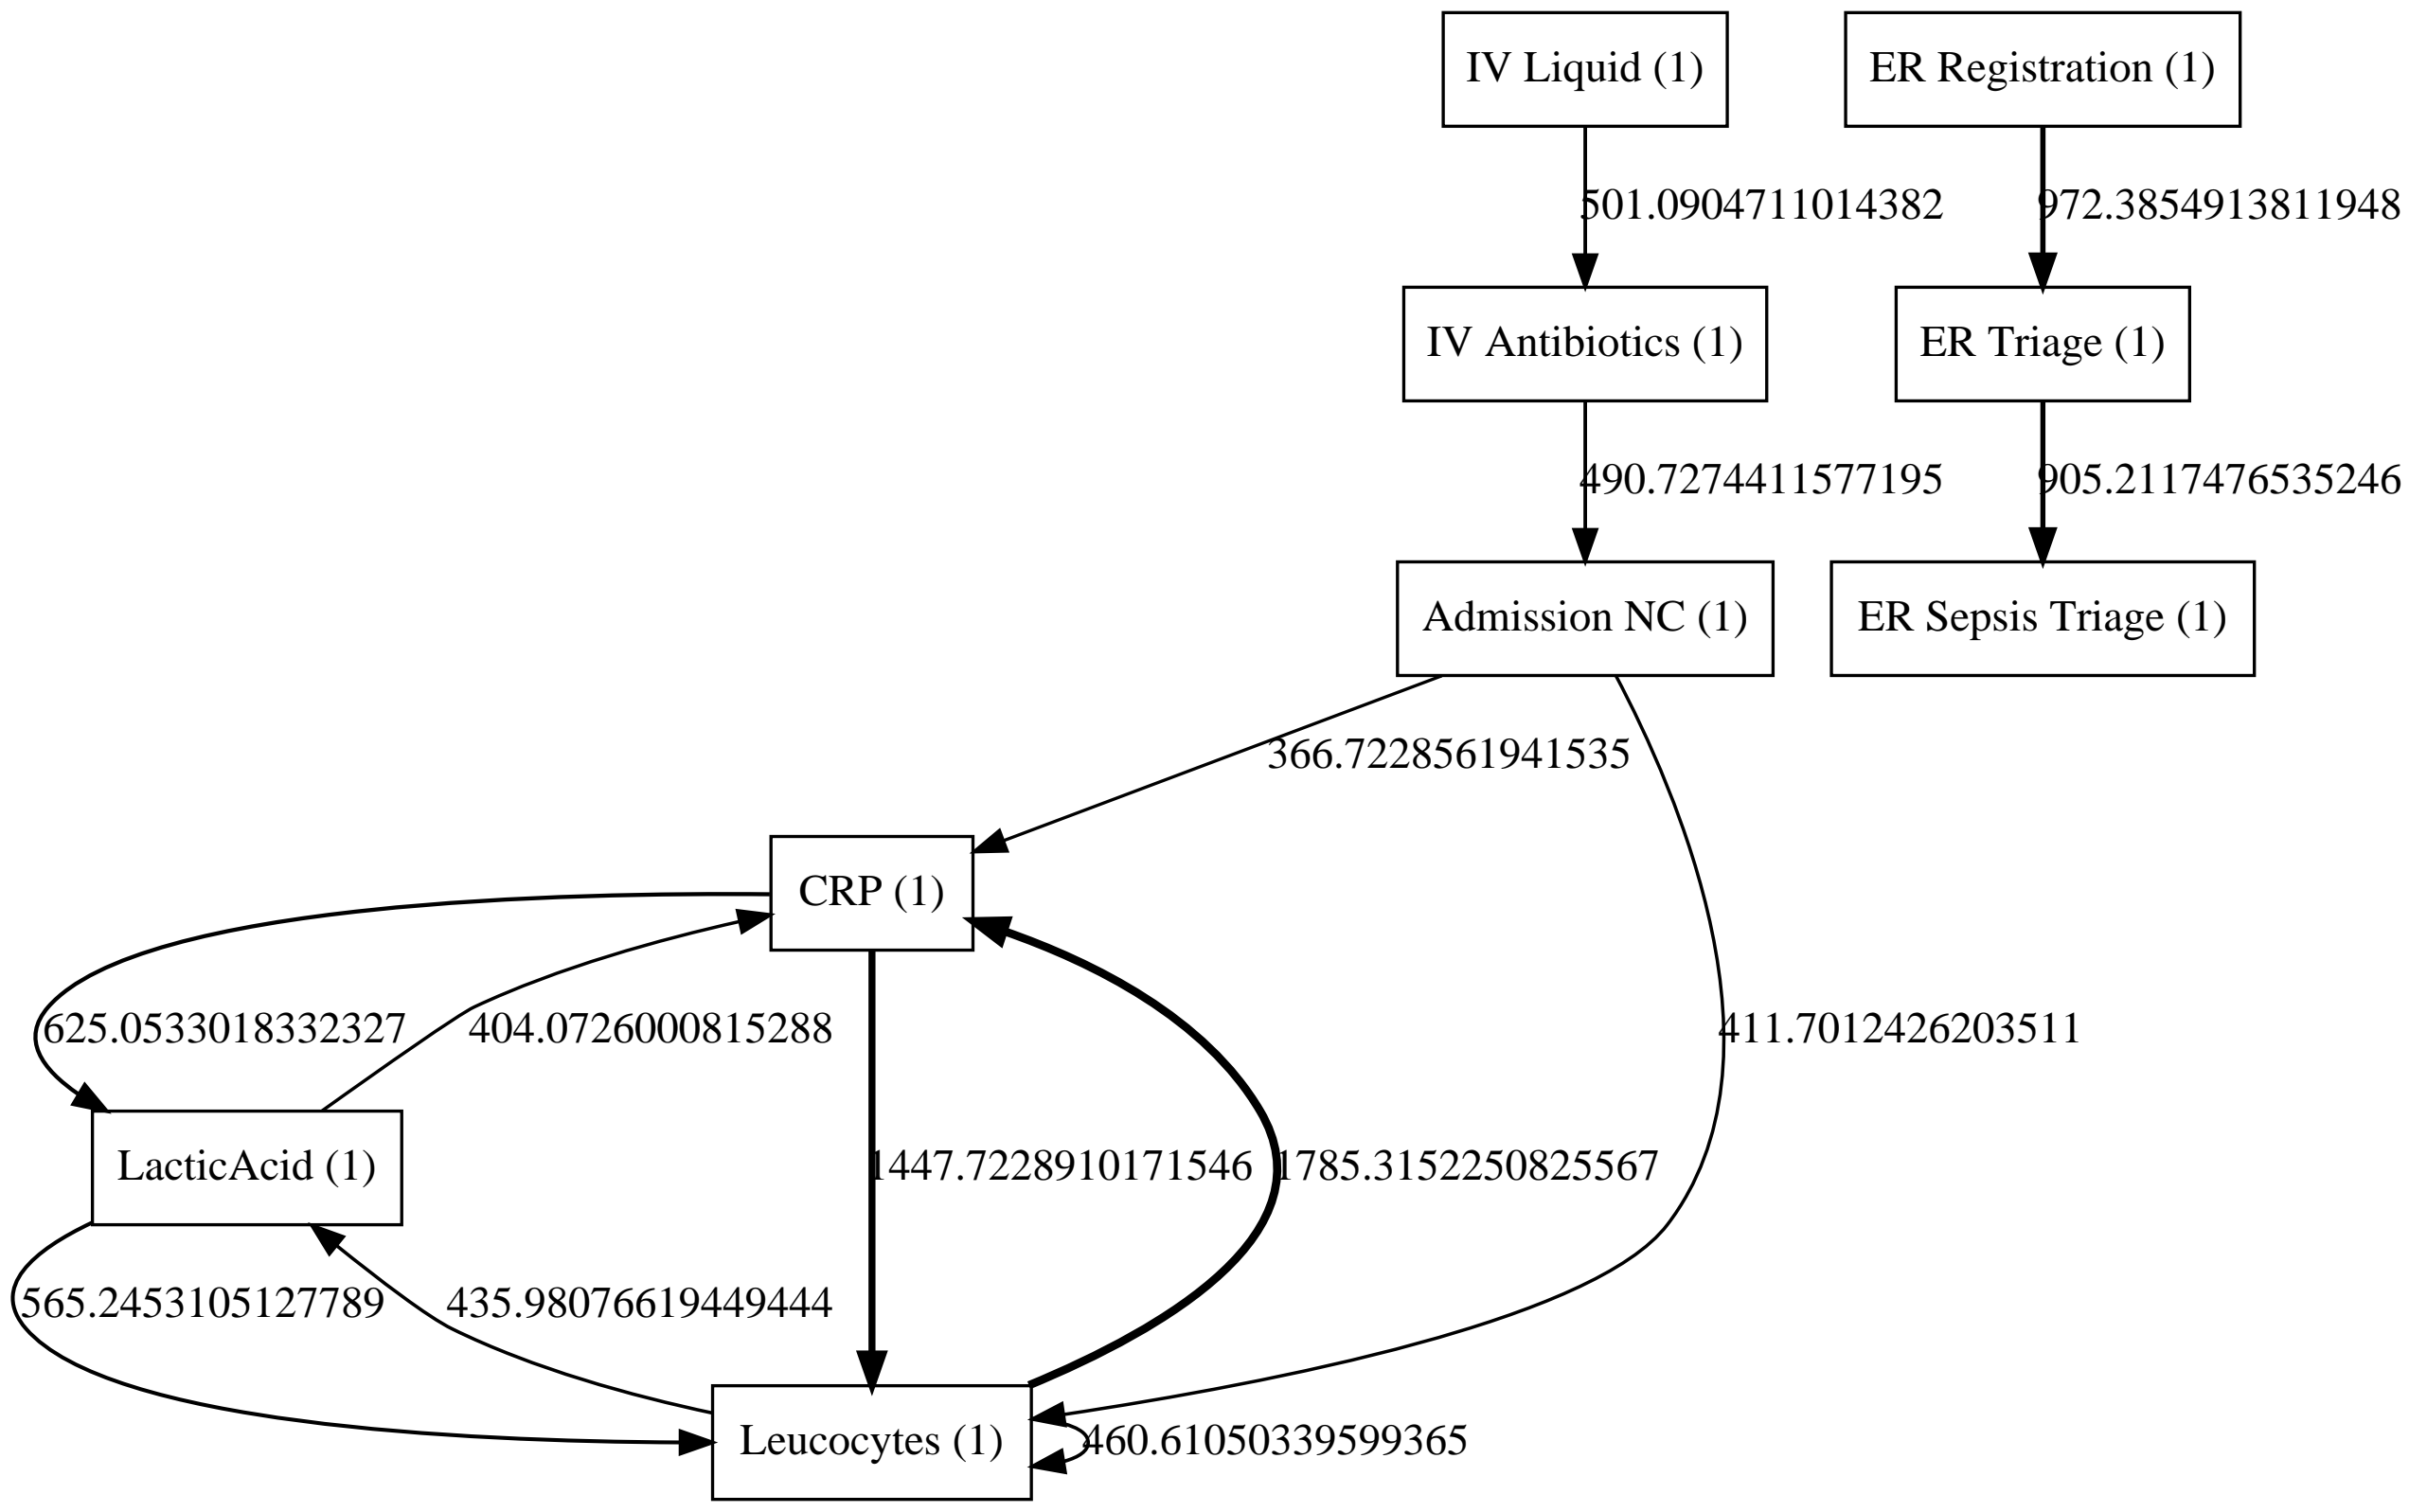 IV Liquid (1)
ER Registration (1)
501.0904711014382
972.3854913811948
IV Antibiotics (1)
ER Triage (1)
490.7274411577195
905.2117476535246
Admission NC (1)
ER Sepsis Triage (1)
366.7228561941535
CRP (1)
625.0533018332327
404.0726000815288
411.7012426203511
LacticAcid (1)
1447.7228910171546
1785.3152250825567
565.2453105127789
435.98076619449444
Leucocytes (1)
460.61050339599365